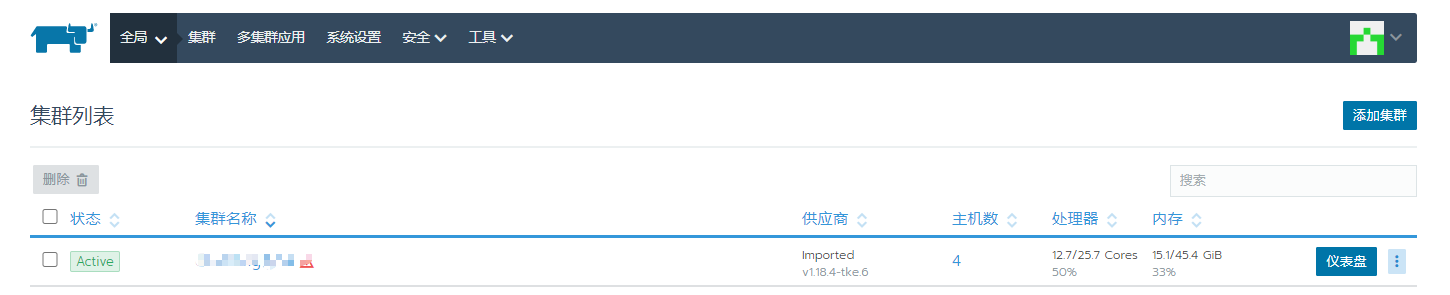 全局 集群 多集群应用 系统设置 安全 工具
集群列表 添加集群
删除 搜索
状态 集群名称 供应商 主机数 处理器 内存
Active Imported 4 12.7/25.7 Cores 15.1/45.4 GiB 仪表盘
v1.18.4-tke.6 50% 33%